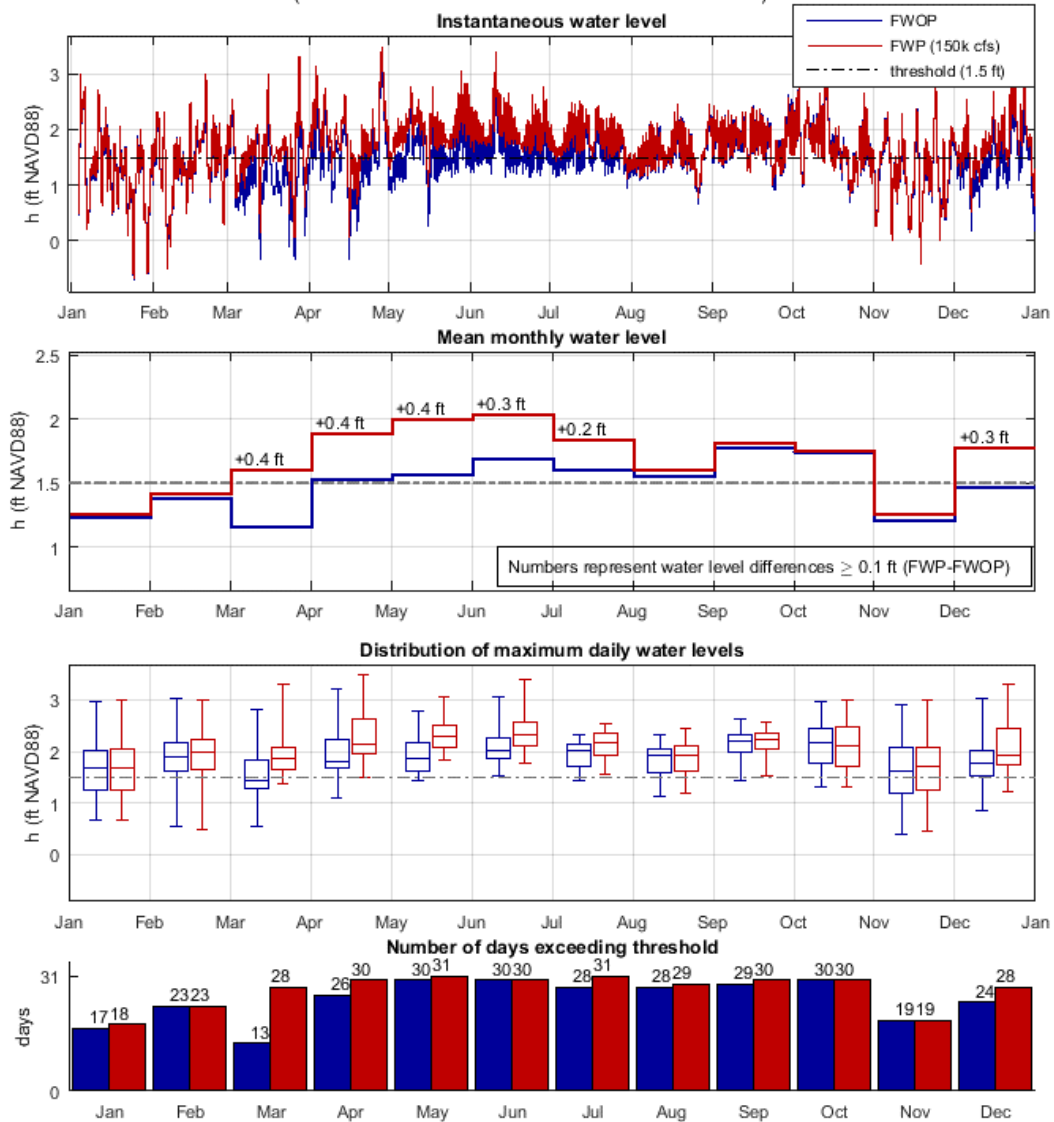 Instantaneous water level
FWOP
FWP (150k cfs)
threshold (1.5 ft)
h (ft NAVD88)
3
2
1
0
Jan Feb Mar Apr May Jun Jul Aug Sep Oct Nov Dec Jan
Mean monthly water level
h (ft NAVD88)
2.5
2
1.5
1
+0.4 ft
+0.4 ft
+0.4 ft
+0.3 ft
+0.2 ft
+0.3 ft
Numbers represent water level differences ≥ 0.1 ft (FWP-FWOP)
Jan Feb Mar Apr May Jun Jul Aug Sep Oct Nov Dec Jan
Distribution of maximum daily water levels
h (ft NAVD88)
3
2
1
0
Jan Feb Mar Apr May Jun Jul Aug Sep Oct Nov Dec Jan
Number of days exceeding threshold
days
31
0
17 18 23 23 13 28 26 30 30 31 30 30 28 31 28 29 29 30 30 30 19 19 24 28
Jan Feb Mar Apr May Jun Jul Aug Sep Oct Nov Dec